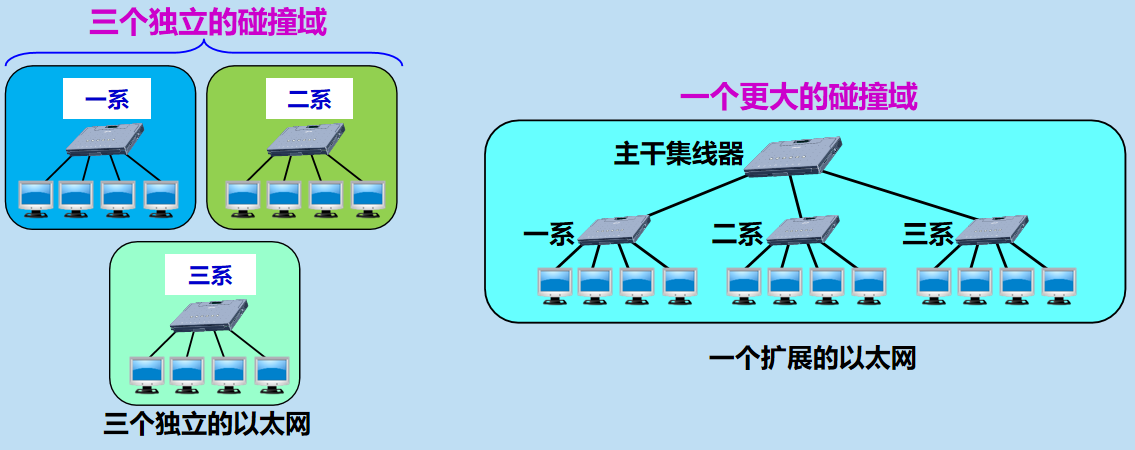 三个独立的碰撞域
一系
二系
三系
三个独立的以太网
一个更大的碰撞域
主干集线器
一系
二系
三系
一个扩展的以太网